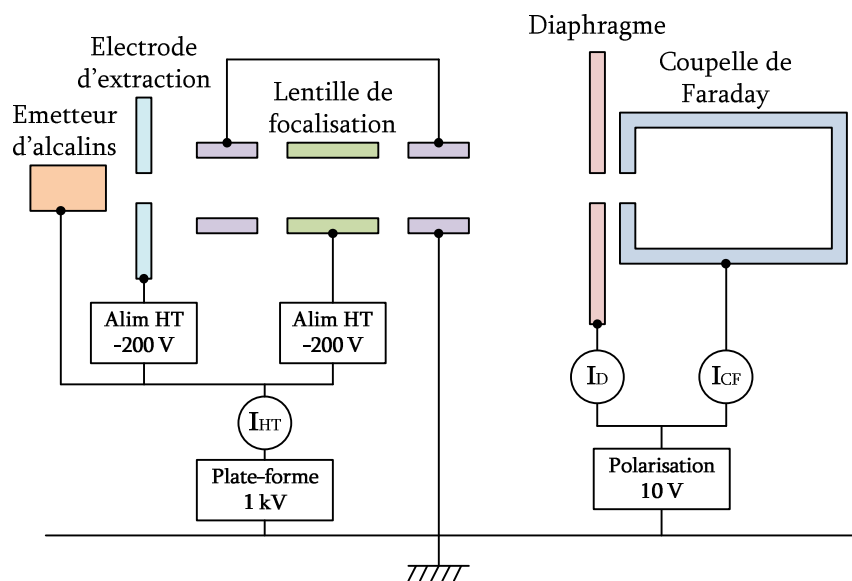 Diaphragme
Electrode
d'extraction
Coupelle de
Faraday
Lentille de
focalisation
Emetteur
d'alcalins
Alim HT
-200 V
Alim HT
-200 V
ID
ICF
IHT
Plate-forme
1 kV
Polarisation
10 V